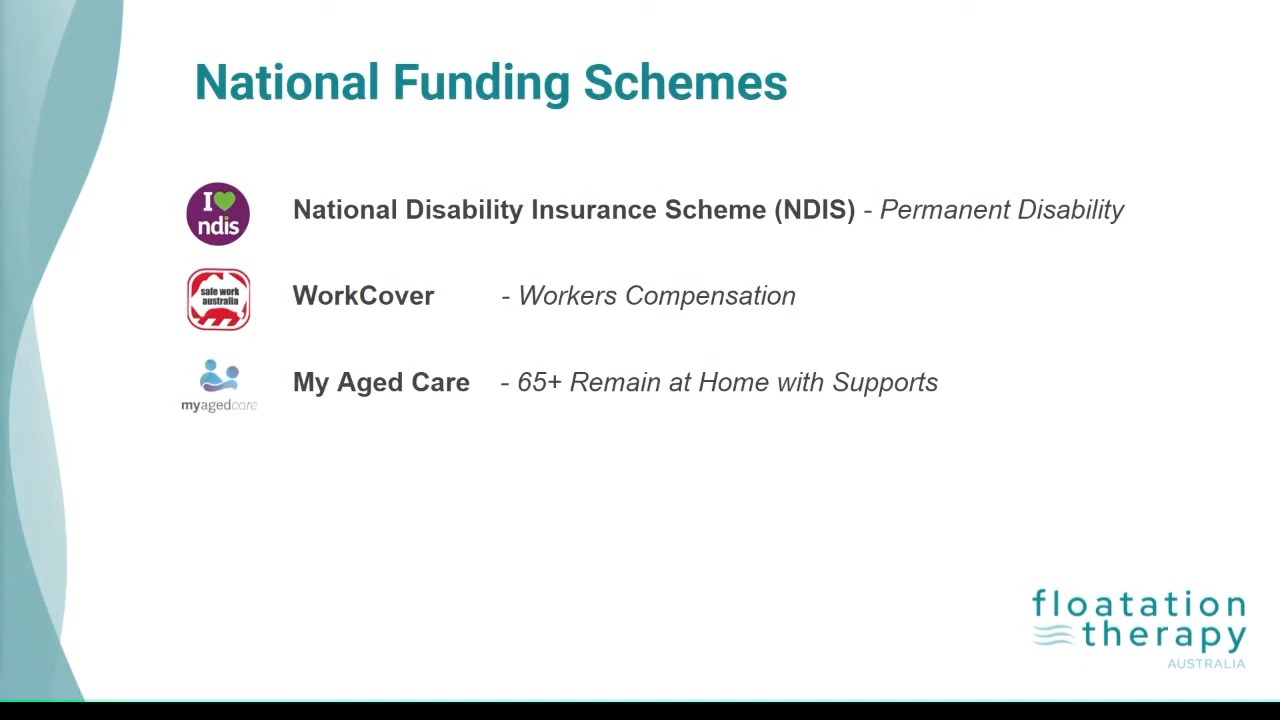 National Funding Schemes
I ndis
National Disability Insurance Scheme (NDIS) - Permanent Disability
safe work
australia
WorkCover - Workers Compensation
myagedcare
My Aged Care - 65+ Remain at Home with Supports
floatation
therapy
AUSTRALIA